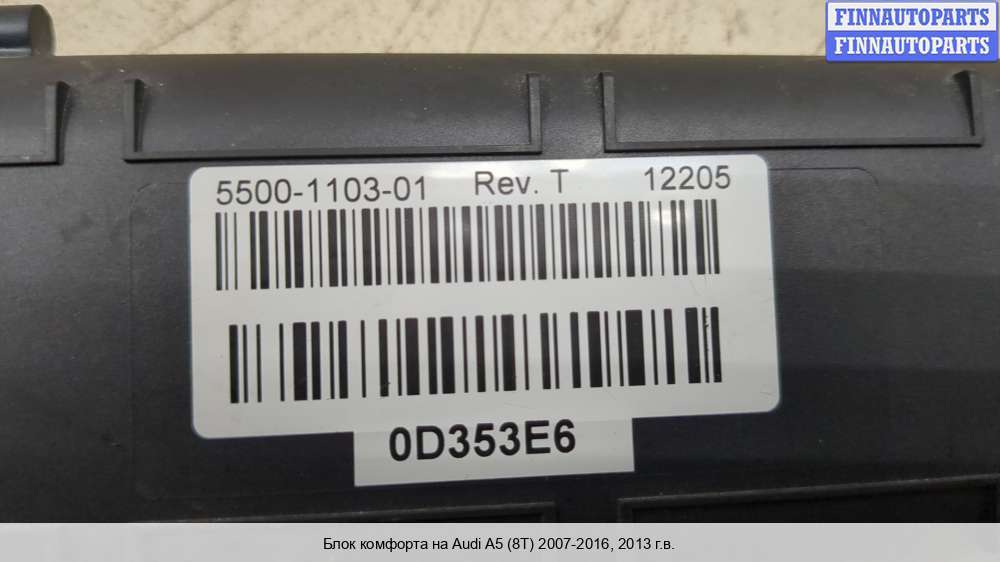 FINNAUTOPARTS
FINNAUTOPARTS
5500-1103-01 Rev. T 12205
0D353E6
Блок комфорта на Audi A5 (8T) 2007-2016, 2013 г.в.